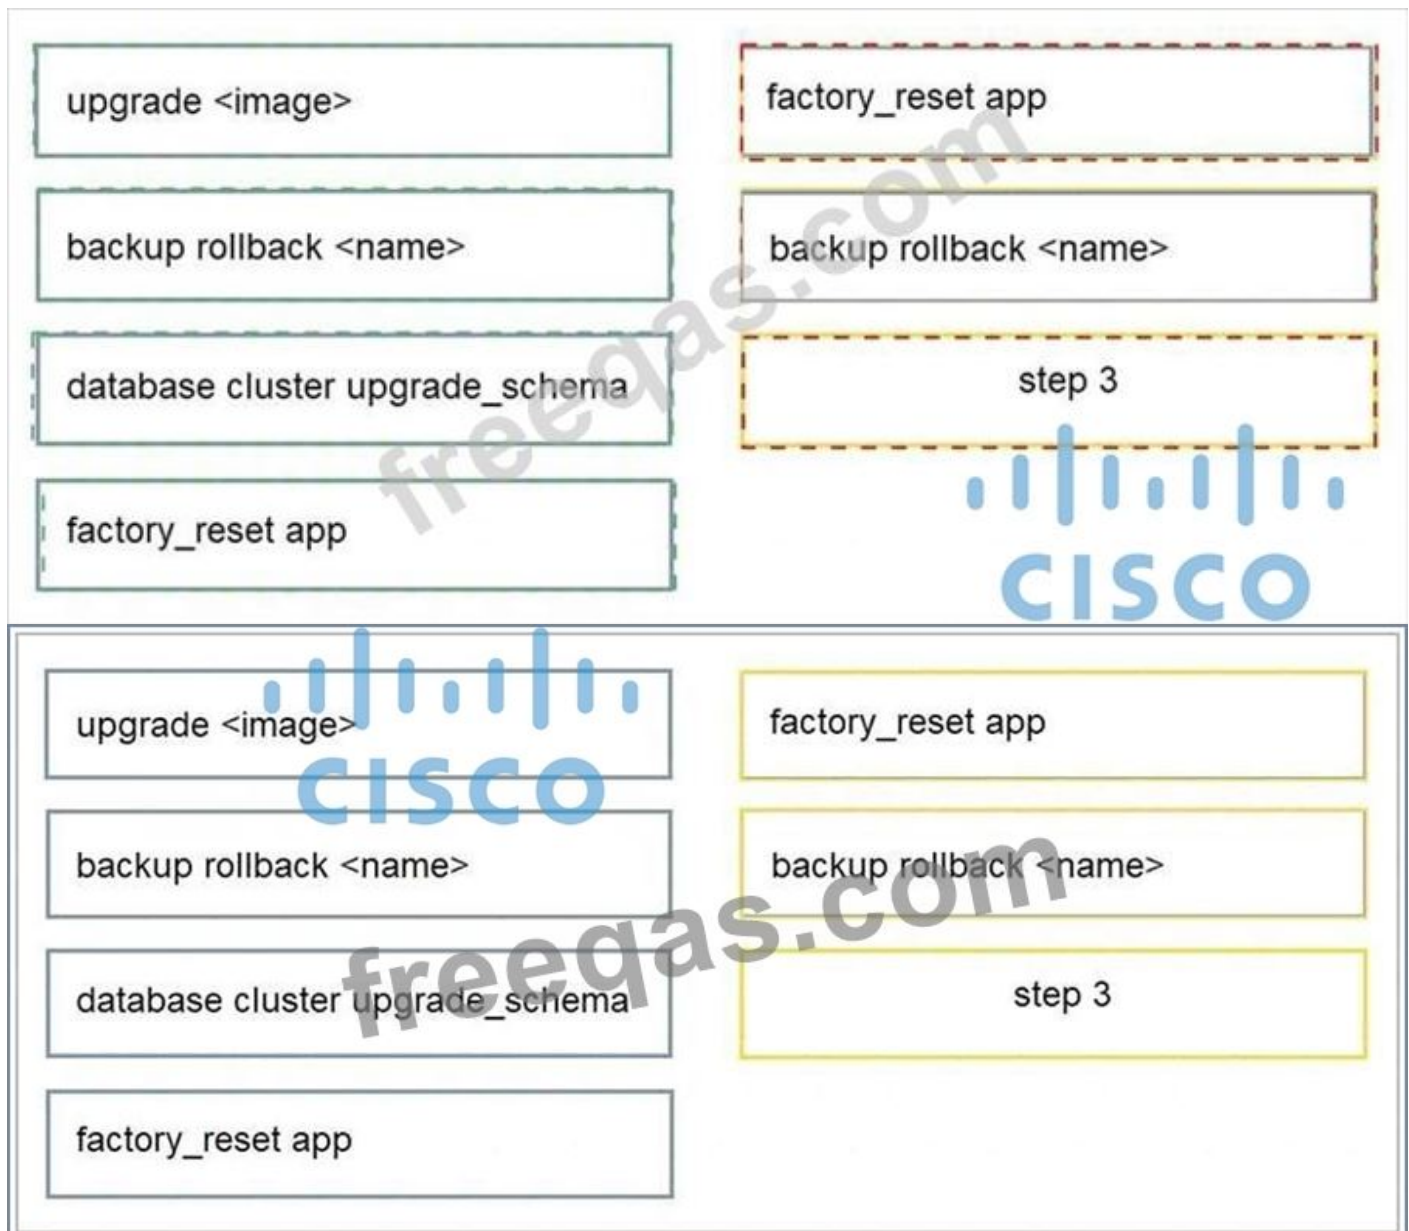 upgrade <image>
factory_reset app
backup rollback <name>
backup rollback <name>
database cluster upgrade_schema
step 3
factory_reset app
freeqas.com
CISCO
upgrade <image>
factory_reset app
CISCO
backup rollback <name>
backup rollback <name>
database cluster upgrade_schema
step 3
freeqas.com
factory_reset app